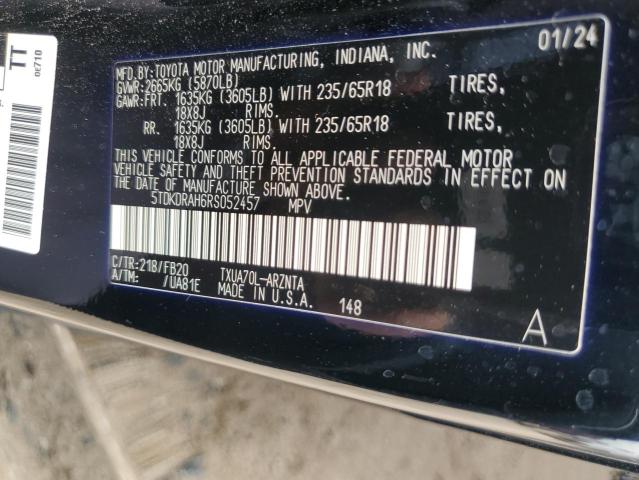 TT
0E710
01/24
MFD.BY:TOYOTA MOTOR MANUFACTURING, INDIANA, INC.
GVWR:2665KG (5870LB)
GAWR:FRT. 1635KG (3605LB) WITH 235/65R18 TIRES,
18X8J RIMS.
RR. 1635KG (3605LB) WITH 235/65R18 TIRES,
18X8J RIMS.
THIS VEHICLE CONFORMS TO ALL APPLICABLE FEDERAL MOTOR
VEHICLE SAFETY AND THEFT PREVENTION STANDARDS IN EFFECT ON
THE DATE OF MANUFACTURE SHOWN ABOVE.
5TDKDRAH6RS052457 MPV
C/TR:218/FB20 TXUA70L-ARZNTA
A/TM: /UA81E MADE IN U.S.A. 148
A